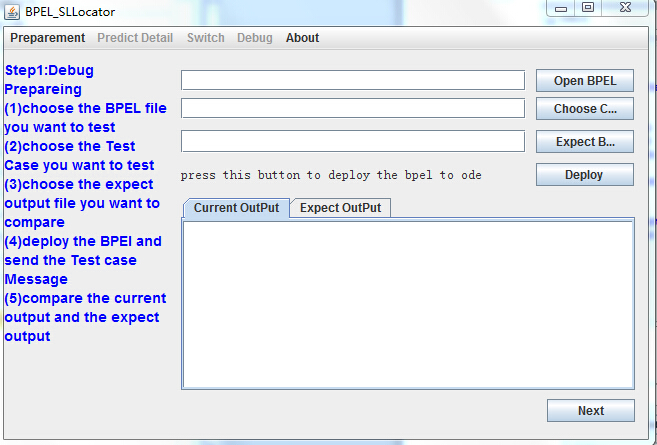 BPEL_SLLocator
Preparement Predict Detail Switch Debug About
Step1:Debug
Prepareing
(1)choose the BPEL file
you want to test
(2)choose the Test
Case you want to test
(3)choose the expect
output file you want to
compare
(4)deploy the BPEl and
send the Test case
Message
(5)compare the current
output and the expect
output
Open BPEL
Choose C...
Expect B...
press this button to deploy the bpel to ode
Deploy
Current OutPut Expect OutPut
Next